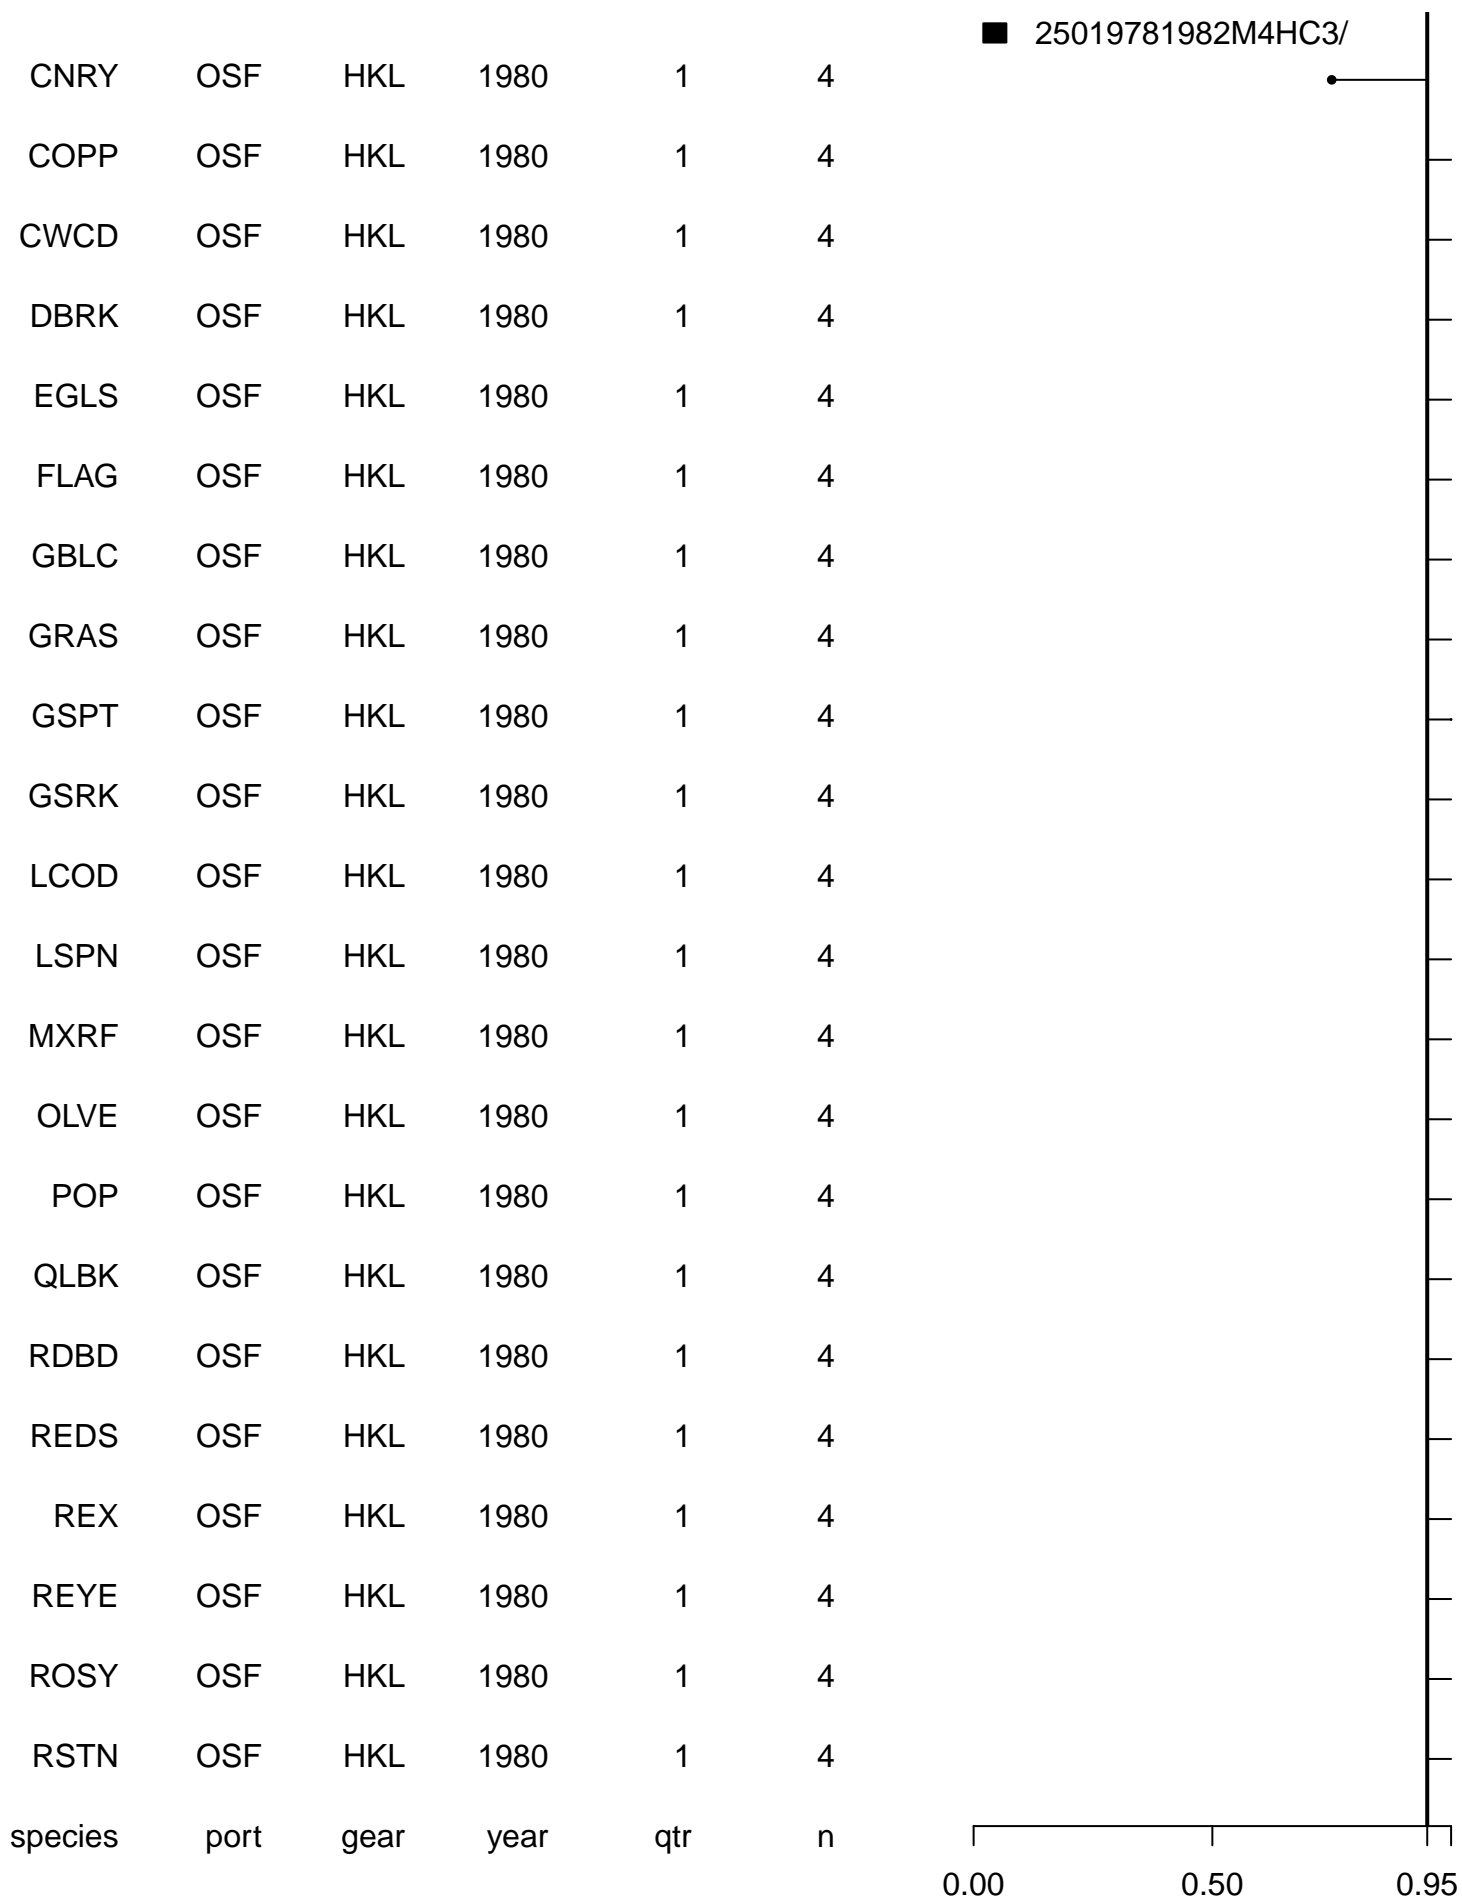 25019781982M4HC3/
CNRY OSF HKL 1980 1 4
COPP OSF HKL 1980 1 4
CWCD OSF HKL 1980 1 4
DBRK OSF HKL 1980 1 4
EGLS OSF HKL 1980 1 4
FLAG OSF HKL 1980 1 4
GBLC OSF HKL 1980 1 4
GRAS OSF HKL 1980 1 4
GSPT OSF HKL 1980 1 4
GSRK OSF HKL 1980 1 4
LCOD OSF HKL 1980 1 4
LSPN OSF HKL 1980 1 4
MXRF OSF HKL 1980 1 4
OLVE OSF HKL 1980 1 4
POP OSF HKL 1980 1 4
QLBK OSF HKL 1980 1 4
RDBD OSF HKL 1980 1 4
REDS OSF HKL 1980 1 4
REX OSF HKL 1980 1 4
REYE OSF HKL 1980 1 4
ROSY OSF HKL 1980 1 4
RSTN OSF HKL 1980 1 4
species port gear year qtr n
0.00 0.50 0.95